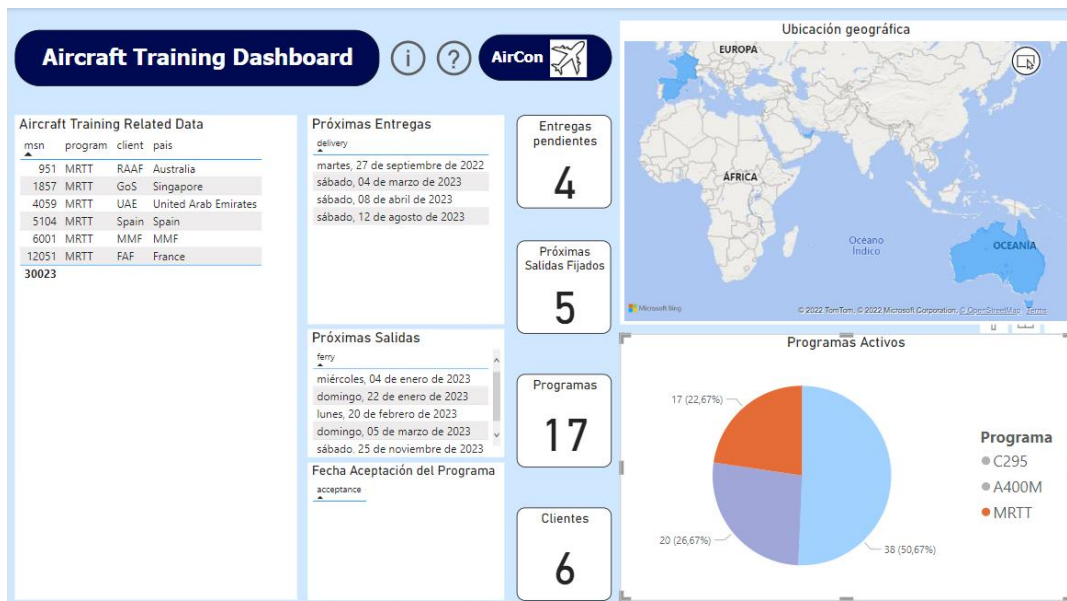 Aircraft Training Dashboard
i
?
AirCon
Aircraft Training Related Data
msn program client pais
951 MRTT RAAF Australia
1857 MRTT GoS Singapore
4059 MRTT UAE United Arab Emirates
5104 MRTT Spain Spain
6001 MRTT MMF MMF
12051 MRTT FAF France
30023
Próximas Entregas
delivery
martes, 27 de septiembre de 2022
sábado, 04 de marzo de 2023
sábado, 08 de abril de 2023
sábado, 12 de agosto de 2023
Próximas Salidas
ferry
miércoles, 04 de enero de 2023
domingo, 22 de enero de 2023
lunes, 20 de febrero de 2023
domingo, 05 de marzo de 2023
sábado, 25 de noviembre de 2023
Fecha Aceptación del Programa
acceptance
Entregas
pendientes
4
Próximas
Salidas Fijados
5
Programas
17
Clientes
6
Ubicación geográfica
EUROPA
ÁFRICA
Océano
Índico
OCEANÍA
Microsoft Bing
© 2022 TomTom, © 2022 Microsoft Corporation, © OpenStreetMap Terms
Programas Activos
17 (22,67%)
20 (26,67%)
38 (50,67%)
Programa
C295
A400M
MRTT